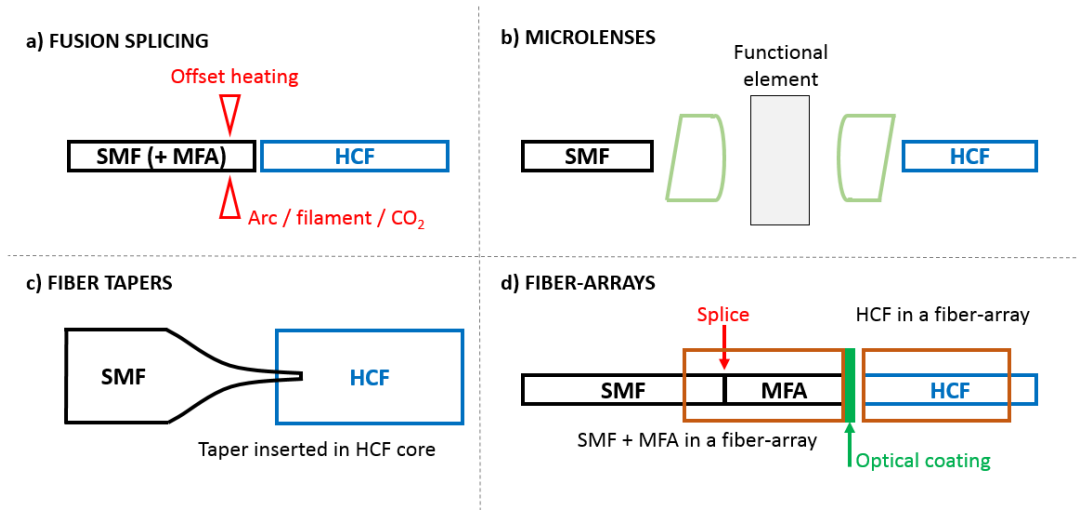 a) FUSION SPLICING
Offset heating
SMF (+ MFA)
HCF
Arc / filament / CO₂
b) MICROLENSES
Functional
element
SMF
HCF
c) FIBER TAPERS
SMF
HCF
Taper inserted in HCF core
d) FIBER-ARRAYS
Splice
HCF in a fiber-array
SMF
MFA
HCF
SMF + MFA in a fiber-array
Optical coating